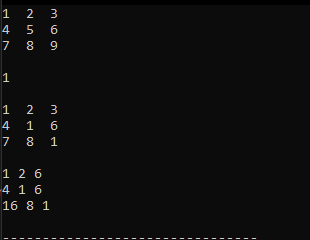 1  2  3
4  5  6
7  8  9
1
1  2  3
4  1  6
7  8  1
1 2 6
4 1 6
16 8 1
--------------------------------